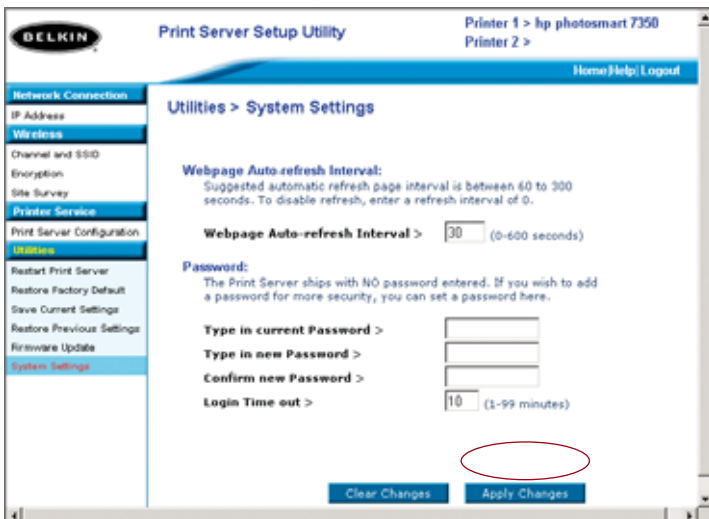 BELKIN
Print Server Setup Utility
Printer 1 > hp photosmart 7350
Printer 2 >
Home|Help|Logout
Network Connection
IP Address
Wireless
Channel and SSID
Encryption
Site Survey
Printer Service
Print Server Configuration
Utilities
Restart Print Server
Restore Factory Default
Save Current Settings
Restore Previous Settings
Firmware Update
System Settings
Utilities > System Settings
Webpage Auto-refresh Interval:
Suggested automatic refresh page interval is between 60 to 300
seconds. To disable refresh, enter a refresh interval of 0.
Webpage Auto-refresh Interval > 30 (0-600 seconds)
Password:
The Print Server ships with NO password entered. If you wish to add
a password for more security, you can set a password here.
Type in current Password >
Type in new Password >
Confirm new Password >
Login Time out > 10 (1-99 minutes)
Clear Changes
Apply Changes